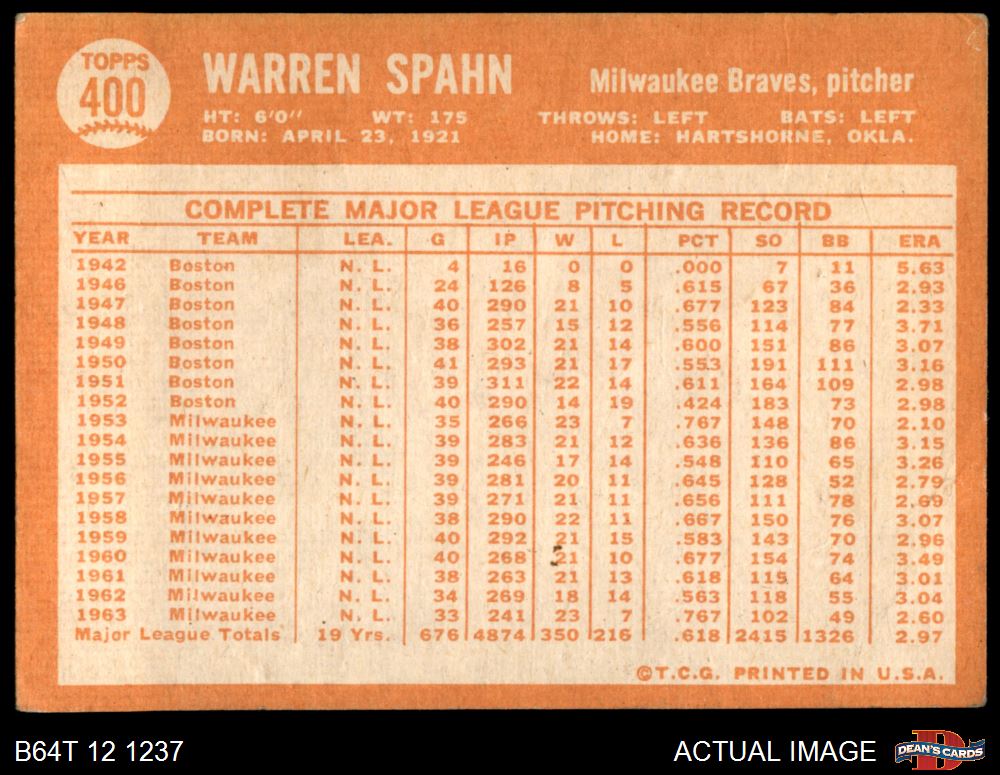 TOPPS
400
WARREN SPAHN
Milwaukee Braves, pitcher
HT: 6'0" WT: 175 THROWS: LEFT BATS: LEFT
BORN: APRIL 23, 1921 HOME: HARTSHORNE, OKLA.
COMPLETE MAJOR LEAGUE PITCHING RECORD
YEAR TEAM LEA. G IP W L PCT SO BB ERA
1942 Boston N. L. 4 16 0 0 .000 7 11 5.63
1946 Boston N. L. 24 126 8 5 .615 67 36 2.93
1947 Boston N. L. 40 290 21 10 .677 123 84 2.33
1948 Boston N. L. 36 257 15 12 .556 114 77 3.71
1949 Boston N. L. 38 302 21 14 .600 151 86 3.07
1950 Boston N. L. 41 293 21 17 .553 191 111 3.16
1951 Boston N. L. 39 311 22 14 .611 164 109 2.98
1952 Boston N. L. 40 290 14 19 .424 183 73 2.98
1953 Milwaukee N. L. 35 266 23 7 .767 148 70 2.10
1954 Milwaukee N. L. 39 283 21 12 .636 136 86 3.15
1955 Milwaukee N. L. 39 246 17 14 .548 110 65 3.26
1956 Milwaukee N. L. 39 281 20 11 .645 128 52 2.79
1957 Milwaukee N. L. 39 271 21 11 .656 111 78 2.69
1958 Milwaukee N. L. 38 290 22 11 .667 150 76 3.07
1959 Milwaukee N. L. 40 292 21 15 .583 143 70 2.96
1960 Milwaukee N. L. 40 268 21 10 .677 154 74 3.49
1961 Milwaukee N. L. 38 263 21 13 .618 115 64 3.01
1962 Milwaukee N. L. 34 269 18 14 .563 118 55 3.04
1963 Milwaukee N. L. 33 241 23 7 .767 102 49 2.60
Major League Totals 19 Yrs. 676 4874 350 216 .618 2415 1326 2.97
©T.C.G. PRINTED IN U.S.A.
B64T 12 1237
ACTUAL IMAGE
DEAN'S CARDS